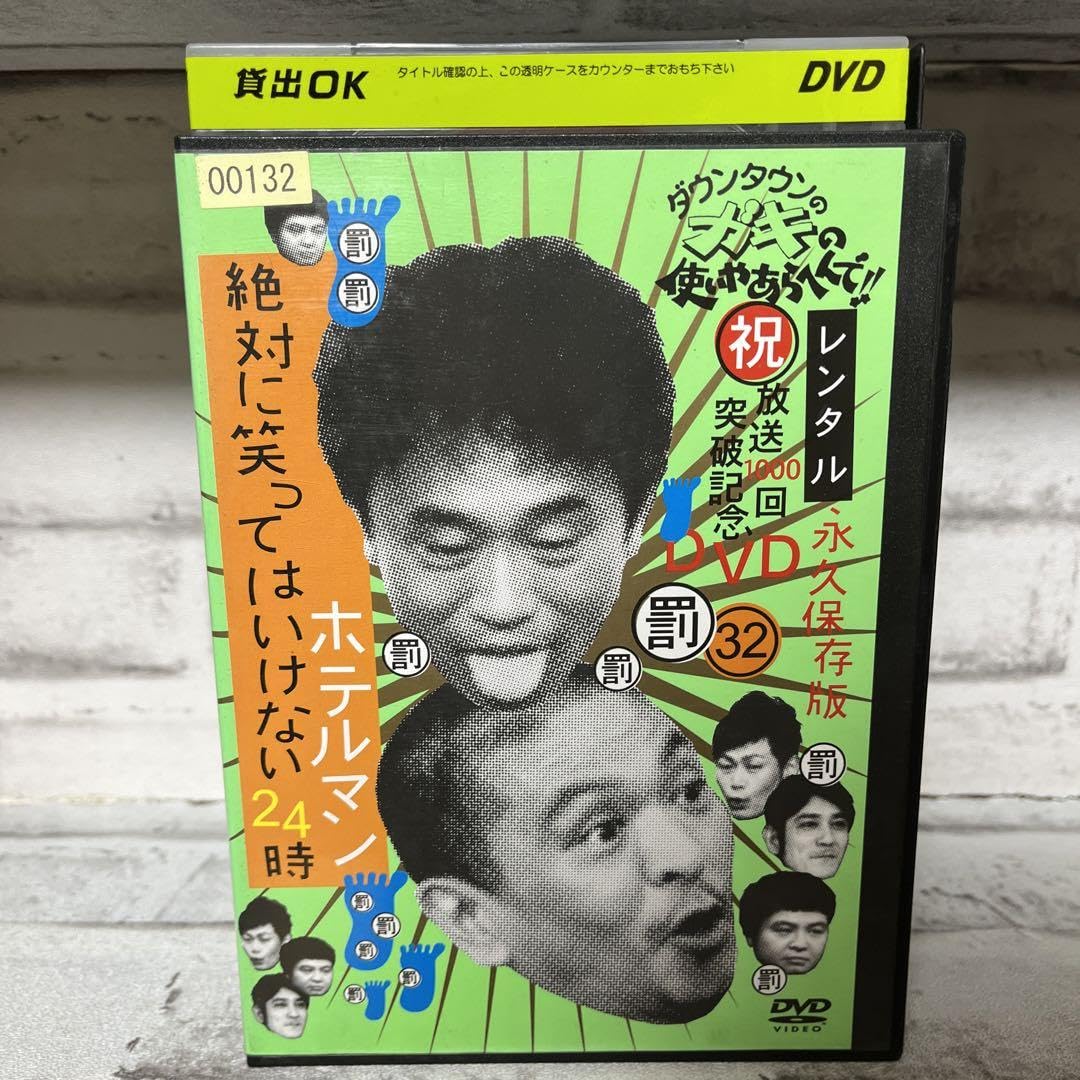 貸出OK
タイトル確認の上、この透明ケースをカウンターまでおもち下さい
DVD
00132
罰
罰
ダウンタウンの
ガキの
使いやあらへんで!!
レンタル・永久保存版
祝
放送1000回
突破記念
DVD
罰
32
絶対に笑ってはいけない
ホテルマン
24時
罰
罰
罰
罰
罰
罰
罰
罰
罰
DVD
VIDEO